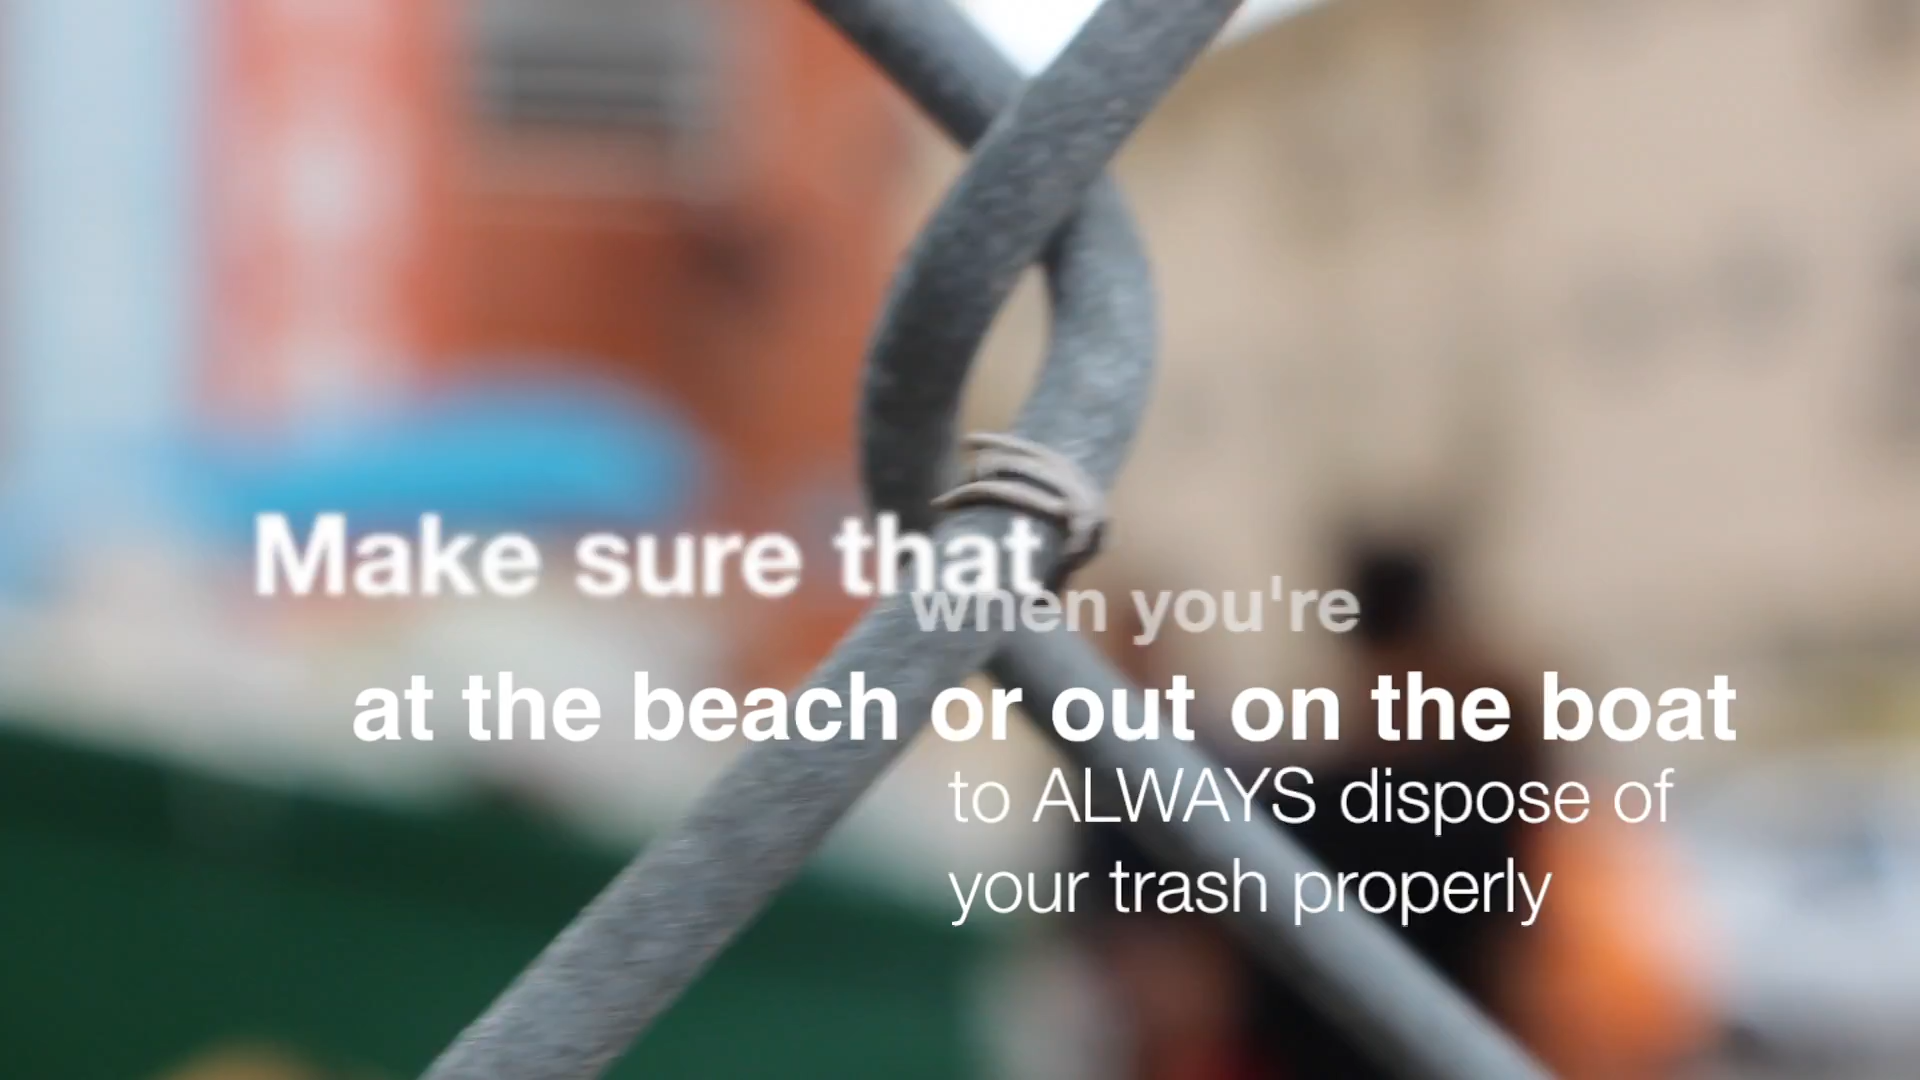 Make sure that
when you're
at the beach or out on the boat
to ALWAYS dispose of
your trash properly